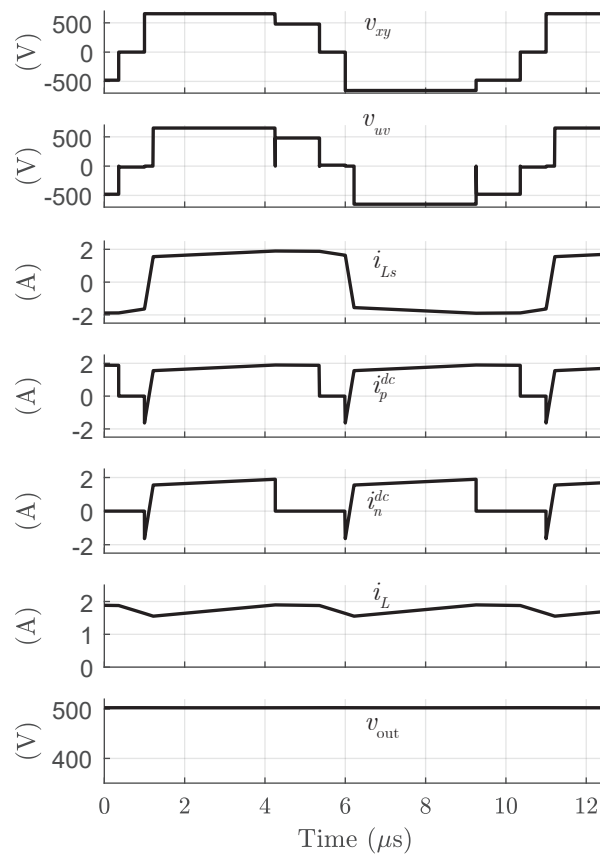 500
0
-500
(V)
v_xy
500
0
-500
(V)
v_uv
2
0
-2
(A)
i_Ls
2
0
-2
(A)
i_p^dc
2
0
-2
(A)
i_n^dc
2
1
0
(A)
i_L
500
400
(V)
v_out
0 2 4 6 8 10 12
Time (μs)